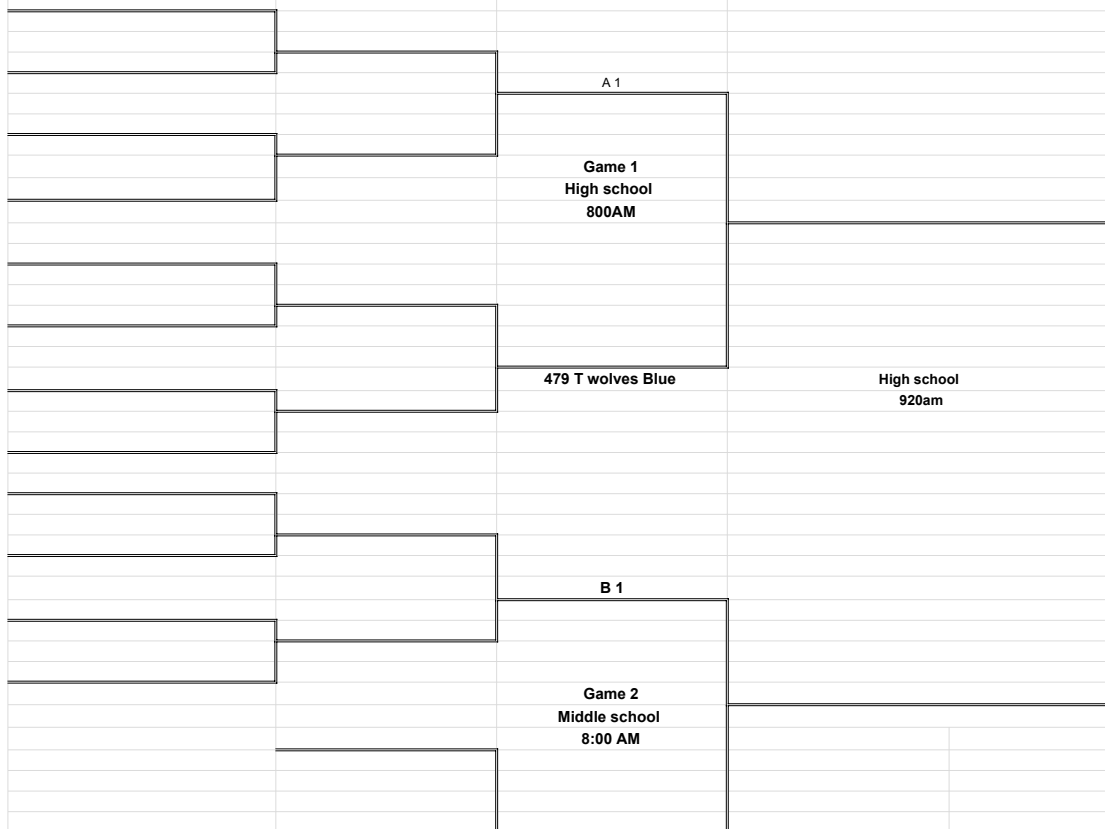 A 1
Game 1
High school
800AM
479 T wolves Blue
High school
920am
B 1
Game 2
Middle school
8:00 AM